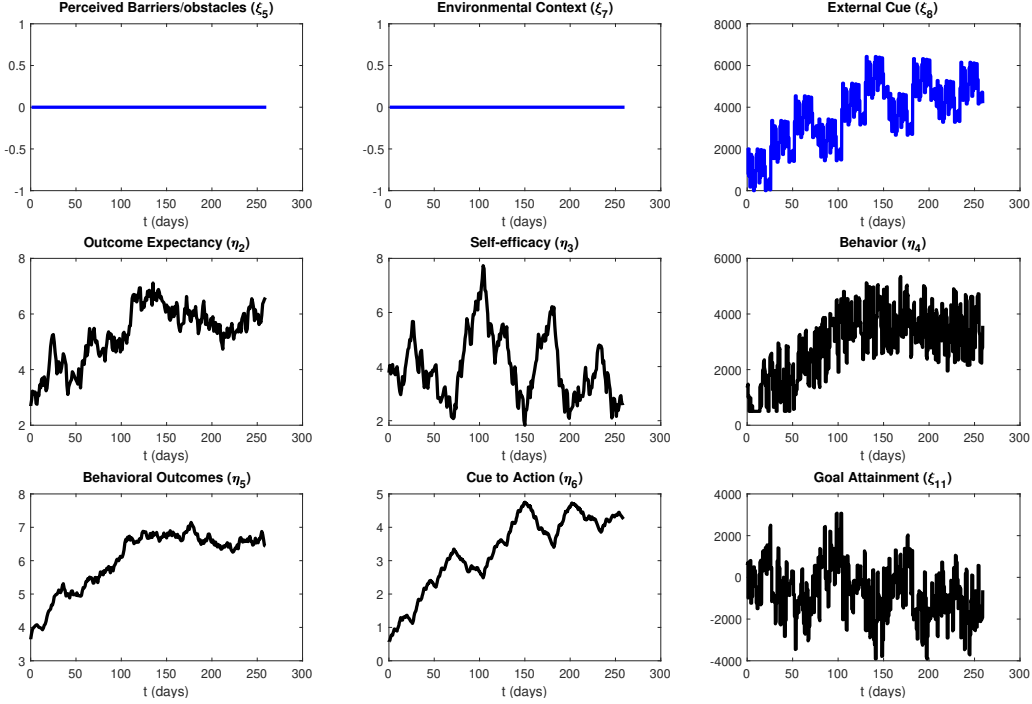 Perceived Barriers/obstacles (ξ5)
1
0.5
0
-0.5
-1
0 50 100 150 200 250 300
t (days)
Environmental Context (ξ7)
1
0.5
0
-0.5
-1
0 50 100 150 200 250 300
t (days)
External Cue (ξ8)
8000
6000
4000
2000
0
0 50 100 150 200 250 300
t (days)
Outcome Expectancy (η2)
8
6
4
2
0 50 100 150 200 250 300
t (days)
Self-efficacy (η3)
8
6
4
2
0 50 100 150 200 250 300
t (days)
Behavior (η4)
6000
4000
2000
0
0 50 100 150 200 250 300
t (days)
Behavioral Outcomes (η5)
8
7
6
5
4
3
0 50 100 150 200 250 300
t (days)
Cue to Action (η6)
5
4
3
2
1
0
0 50 100 150 200 250 300
t (days)
Goal Attainment (ξ11)
4000
2000
0
-2000
-4000
0 50 100 150 200 250 300
t (days)